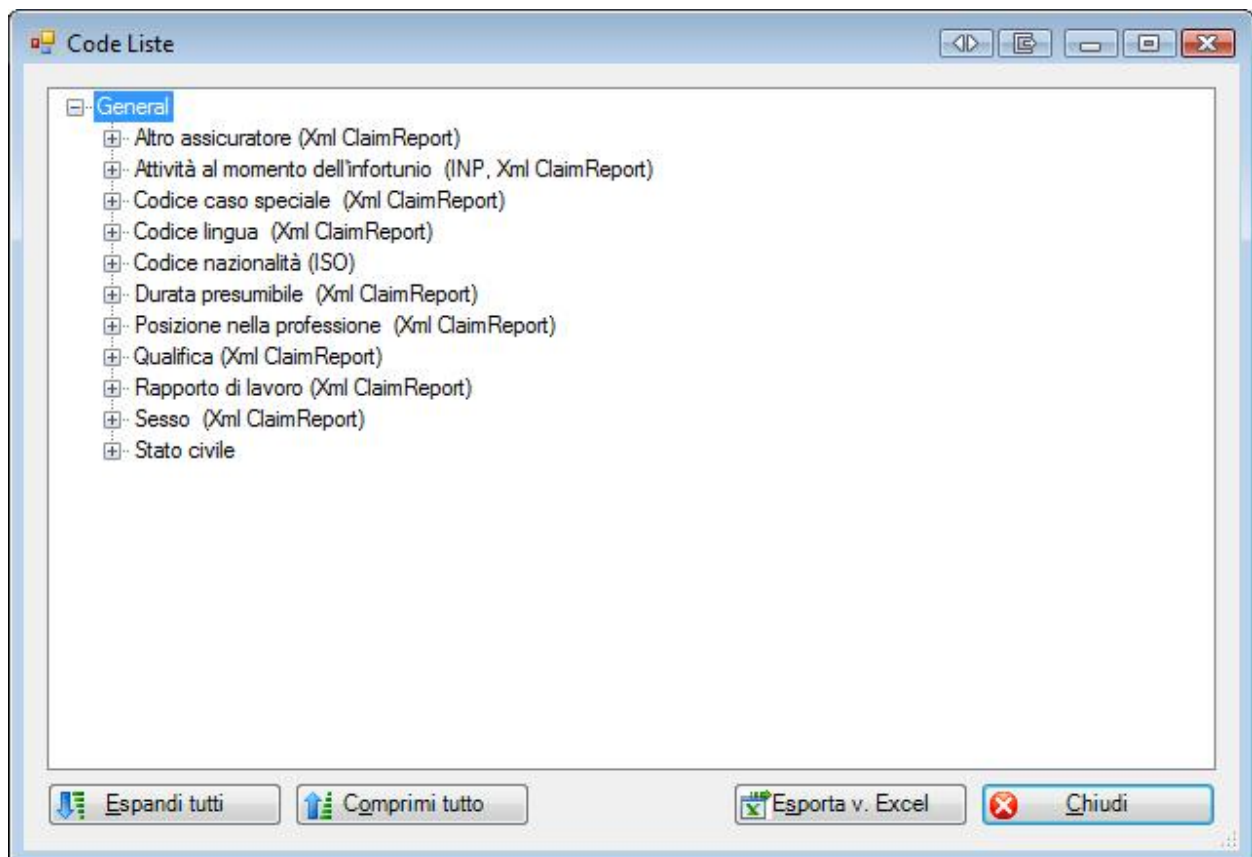 Code Liste
General
Altro assicuratore (Xml ClaimReport)
Attività al momento dell'infortunio (INP, Xml ClaimReport)
Codice caso speciale (Xml ClaimReport)
Codice lingua (Xml ClaimReport)
Codice nazionalità (ISO)
Durata presumibile (Xml ClaimReport)
Posizione nella professione (Xml ClaimReport)
Qualifica (Xml ClaimReport)
Rapporto di lavoro (Xml ClaimReport)
Sesso (Xml ClaimReport)
Stato civile
Espandi tutti Comprimi tutto Esporta v. Excel Chiudi